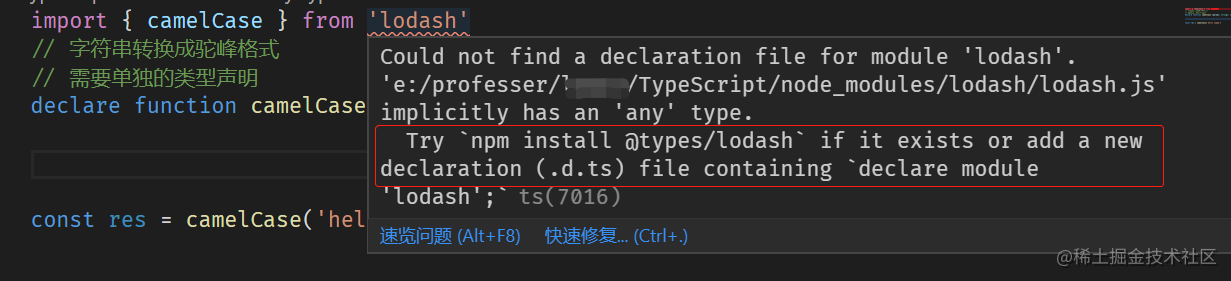 import { camelCase } from 'lodash'
// 字符串转换成驼峰格式
// 需要单独的类型声明
declare function camelCase
const res = camelCase('hel
Could not find a declaration file for module 'lodash'.
'e:/professer/l /TypeScript/node_modules/lodash/lodash.js'
implicitly has an 'any' type.
Try `npm install @types/lodash` if it exists or add a new
declaration (.d.ts) file containing `declare module
'lodash';` ts(7016)
速览问题 (Alt+F8) 快速修复... (Ctrl+.)
@稀土掘金技术社区